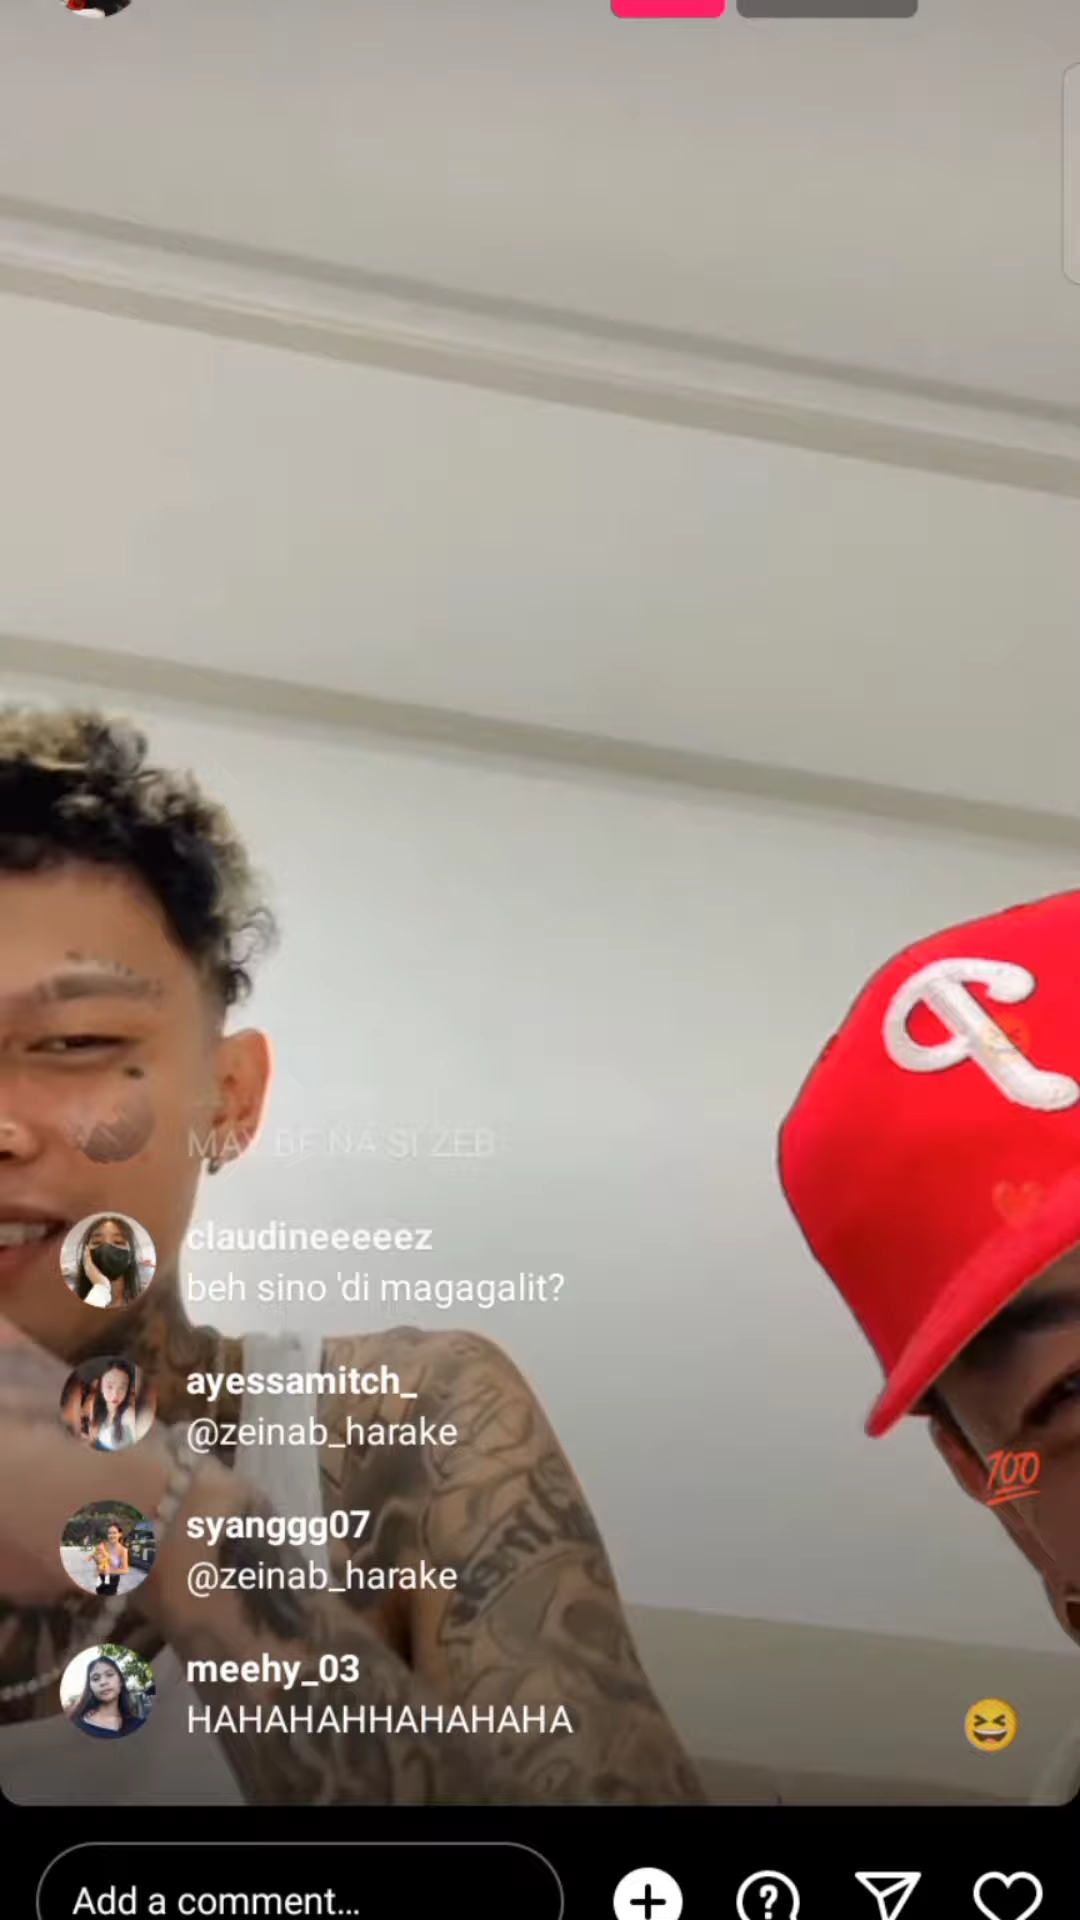 MAY BF NA SI ZEB
claudineeeeez
beh sino 'di magagalit?
ayessamitch_
@zeinab_harake
syanggg07
@zeinab_harake
meehy_03
HAHAHAHHAHAHAHA
Add a comment...